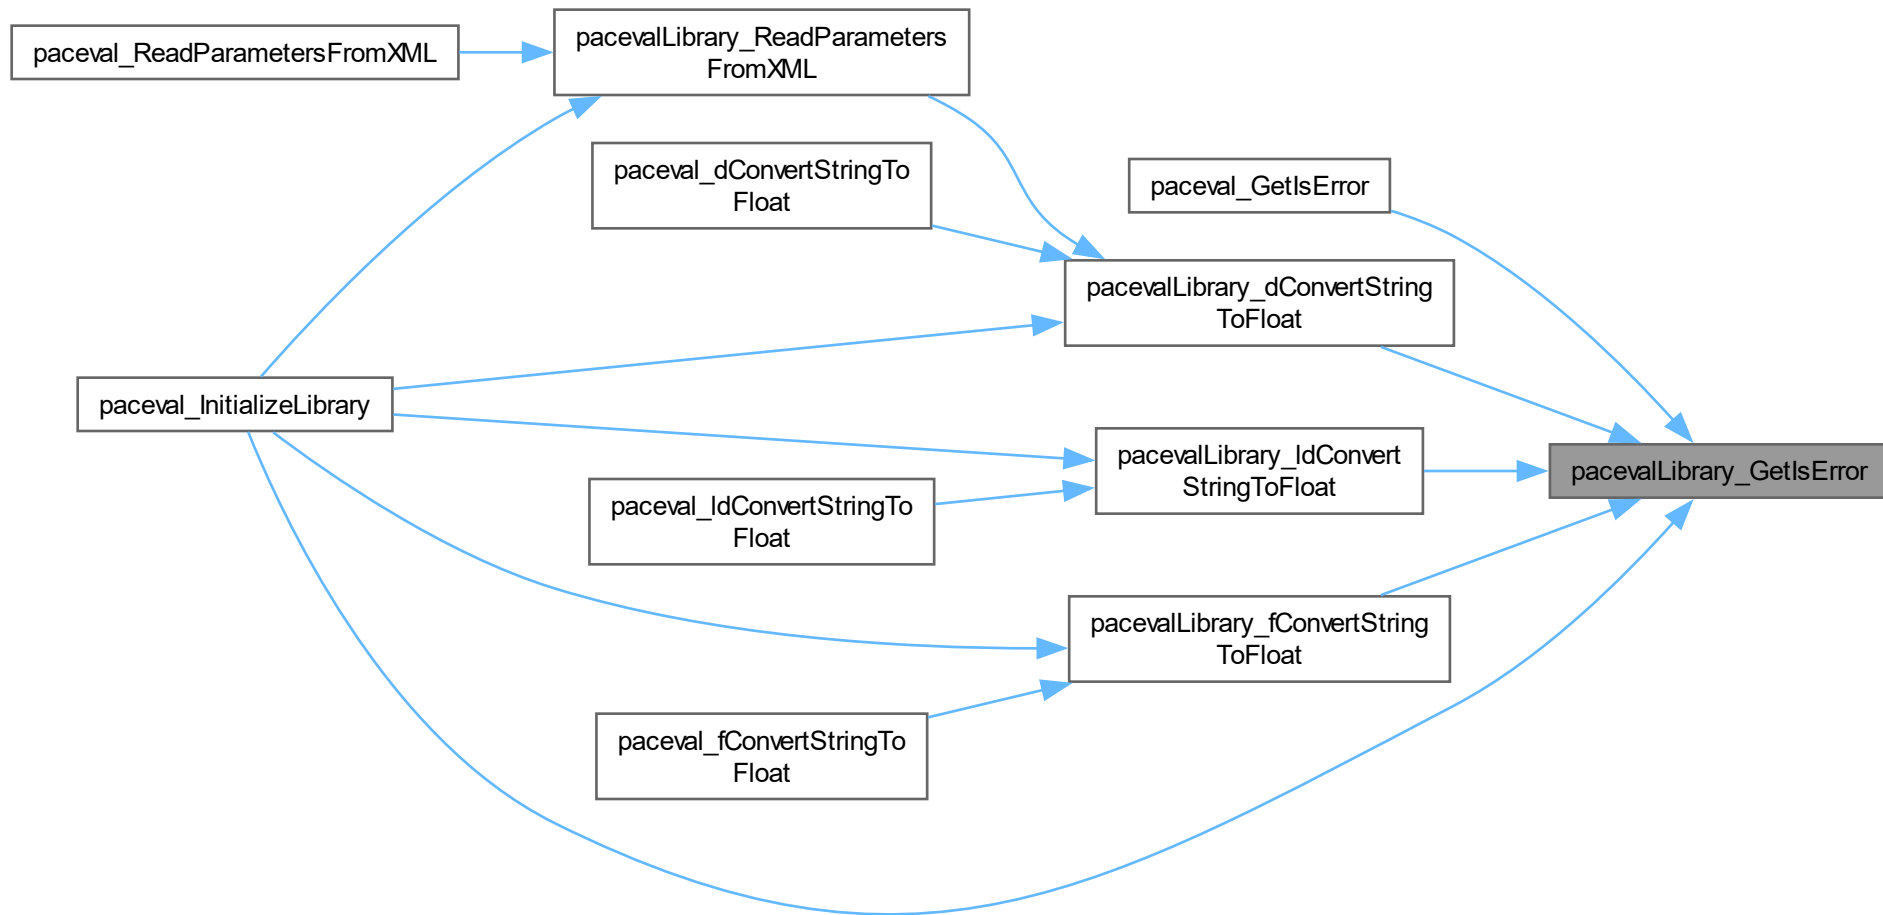 paceval_ReadParametersFromXML
pacevalLibrary_ReadParameters
FromXML
paceval_dConvertStringTo
Float
paceval_GetIsError
pacevalLibrary_dConvertString
ToFloat
paceval_InitializeLibrary
pacevalLibrary_ldConvert
StringToFloat
pacevalLibrary_GetIsError
paceval_ldConvertStringTo
Float
pacevalLibrary_fConvertString
ToFloat
paceval_fConvertStringTo
Float